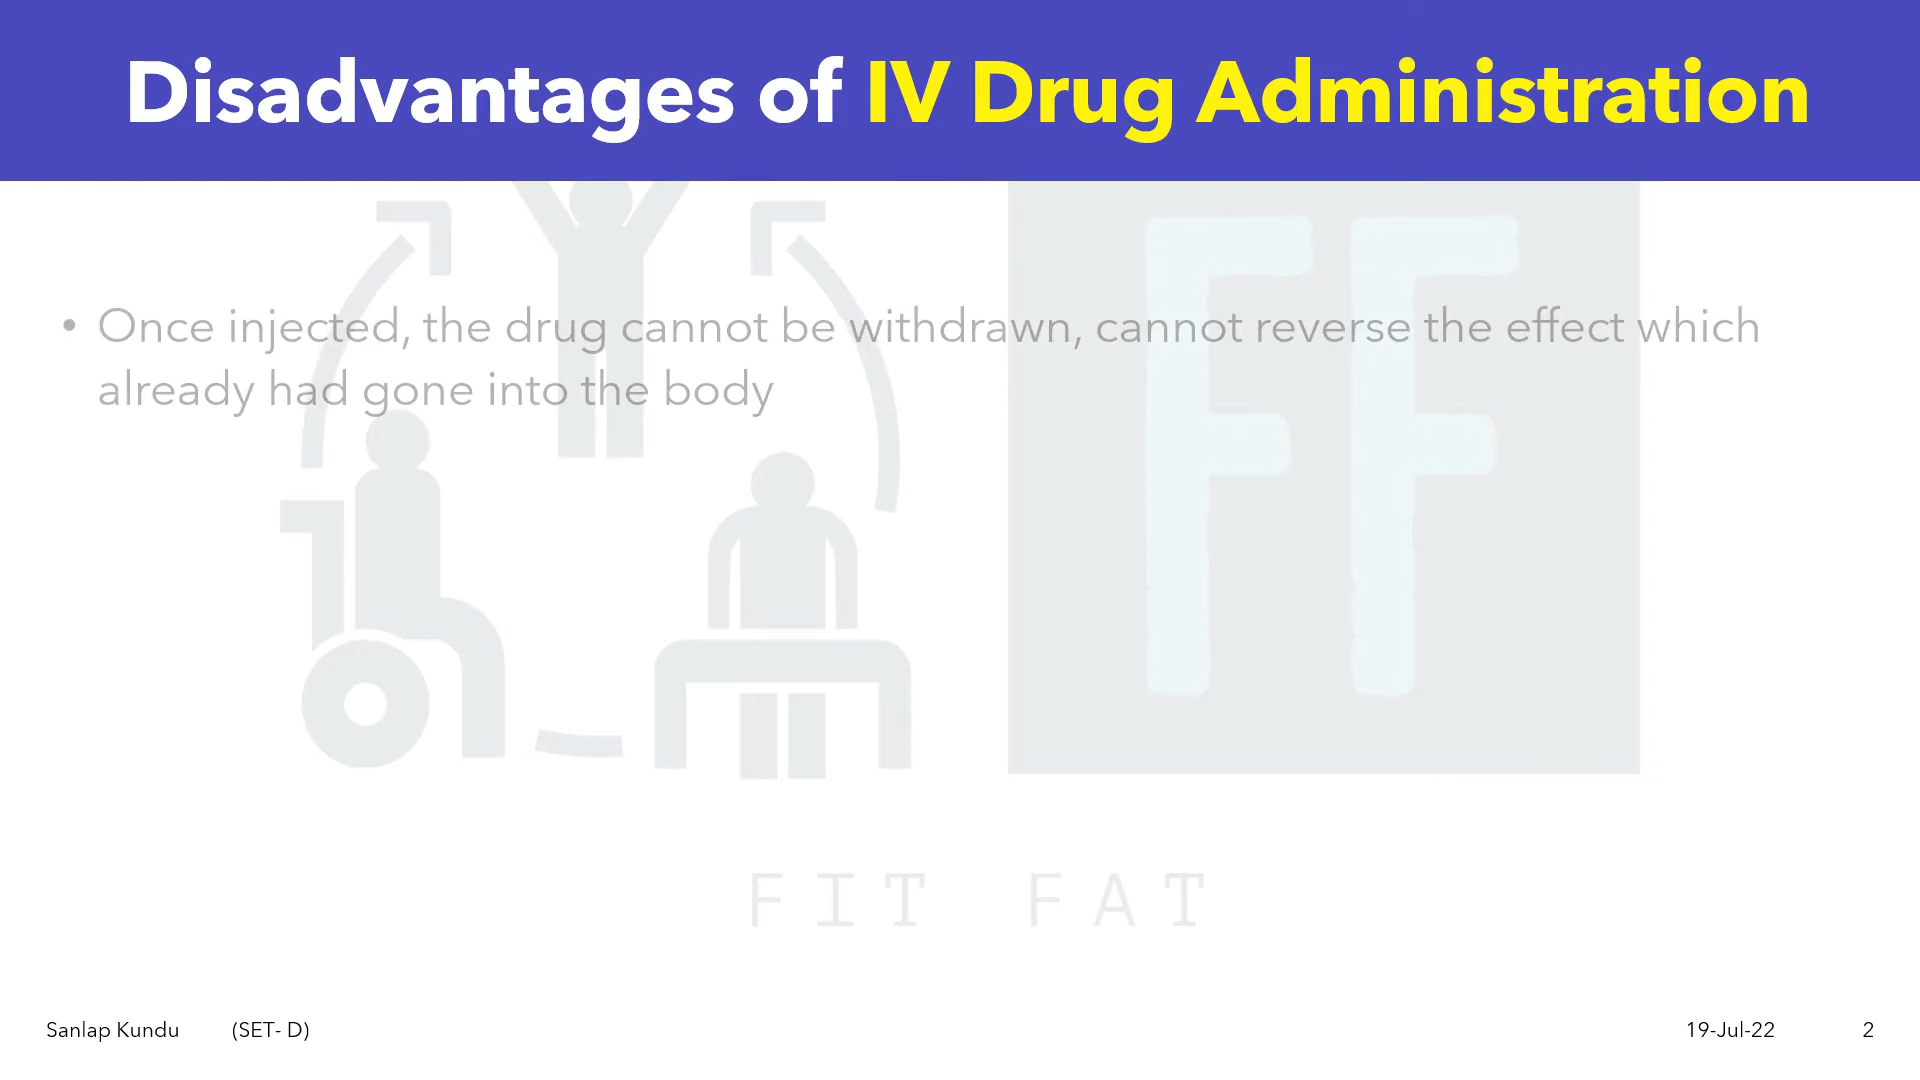 Disadvantages of IV Drug Administration
• Once injected, the drug cannot be withdrawn, cannot reverse the effect which
already had gone into the body
FF
FIT FAT
Sanlap Kundu (SET- D) 19-Jul-22 2